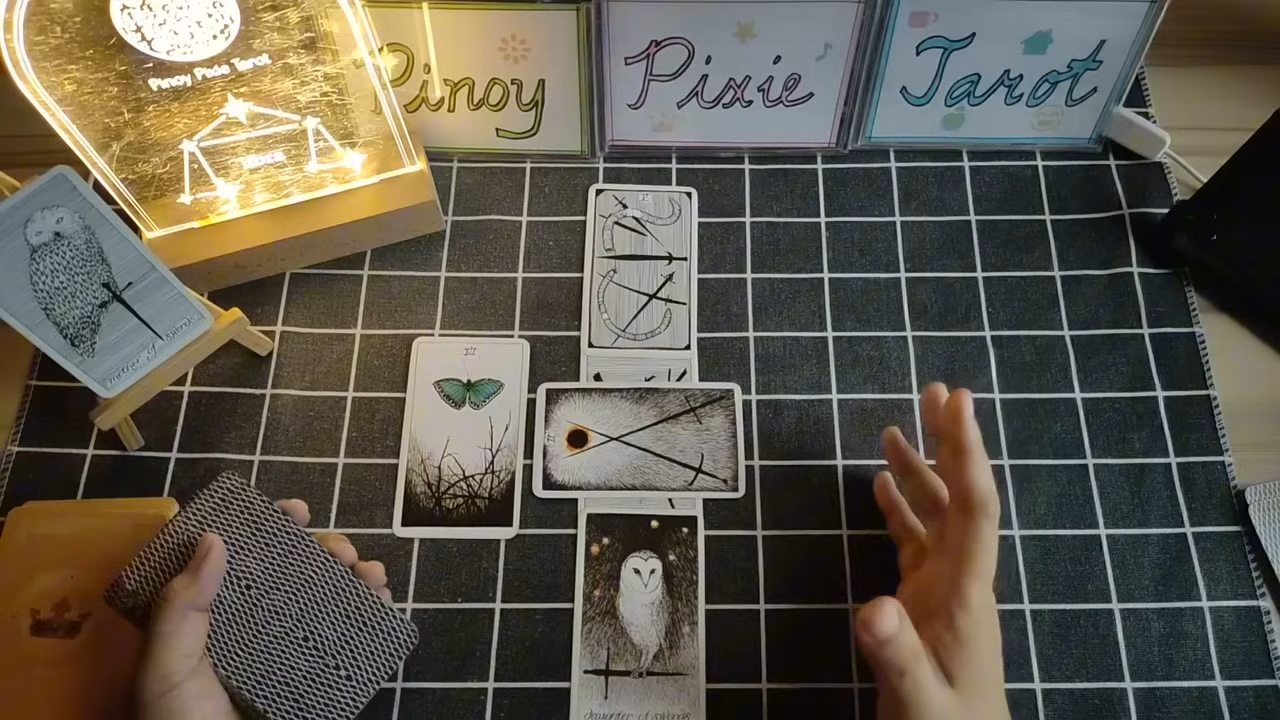 Pinoy Pixie Tarot
Pinoy
Pixie
Tarot
mother of swords
daughter of swords